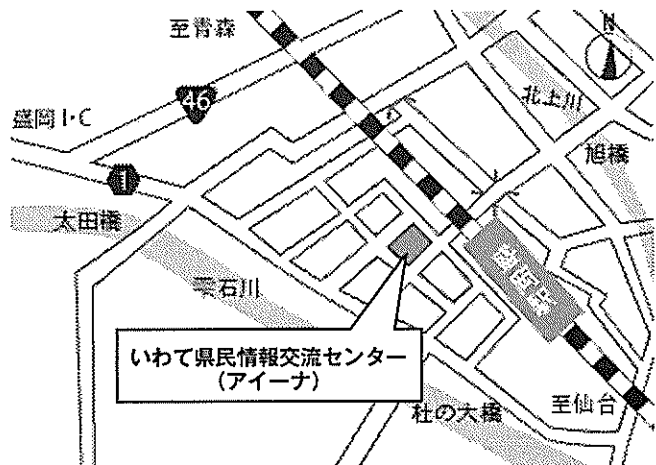 至青森
N
46
盛岡I・C
北上川
旭橋
1
太田橋
雫石川
盛岡駅
いわて県民情報交流センター
(アイーナ)
杜の大橋
至仙台